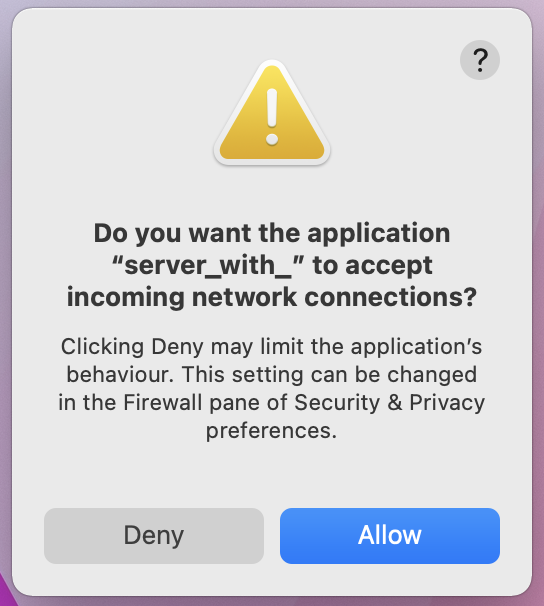 ?
Do you want the application
“server_with_” to accept
incoming network connections?
Clicking Deny may limit the application’s
behaviour. This setting can be changed
in the Firewall pane of Security & Privacy
preferences.
Deny
Allow